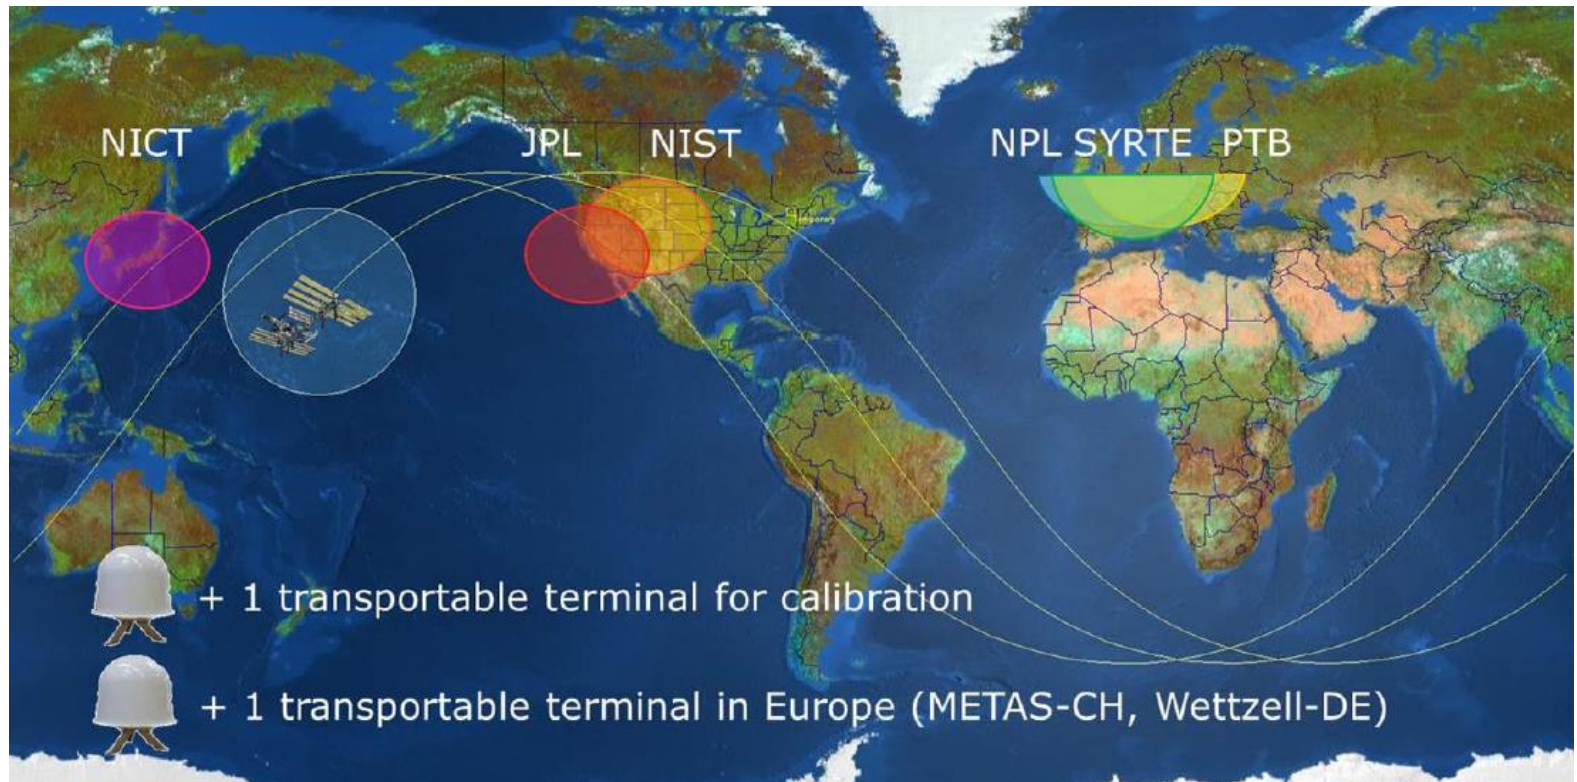 NICT JPL NIST NPL SYRTE PTB
+ 1 transportable terminal for calibration
+ 1 transportable terminal in Europe (METAS-CH, Wettzell-DE)